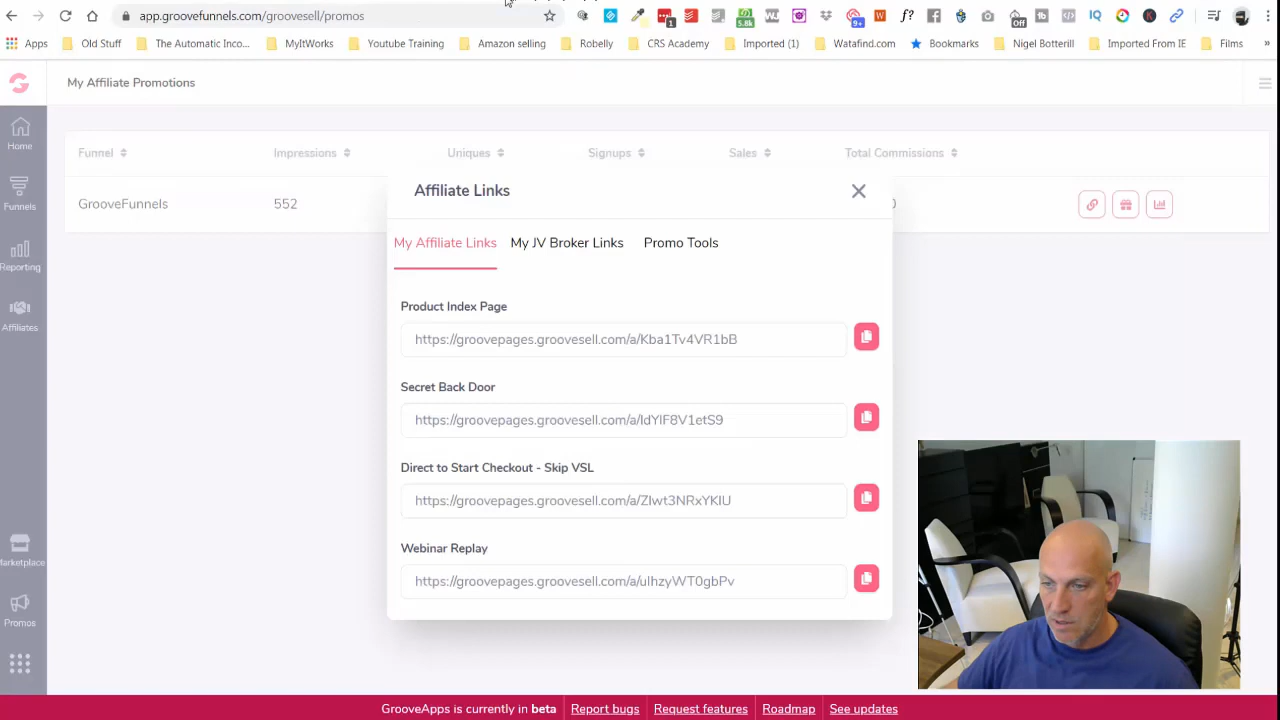 app.groovefunnels.com/groovesell/promos
Apps Old Stuff The Automatic Inco... MyItWorks Youtube Training Amazon selling Robelly CRS Academy Imported (1) Watafind.com Bookmarks Nigel Botterill Imported From IE Films »
My Affiliate Promotions
Home
Funnels
Reporting
Affiliates
Marketplace
Promos
Funnel Impressions Uniques Signups Sales Total Commissions
GrooveFunnels 552 0
Affiliate Links
My Affiliate Links My JV Broker Links Promo Tools
Product Index Page
https://groovepages.groovesell.com/a/Kba1Tv4VR1bB
Secret Back Door
https://groovepages.groovesell.com/a/ldYlF8V1etS9
Direct to Start Checkout - Skip VSL
https://groovepages.groovesell.com/a/ZIwt3NRxYKIU
Webinar Replay
https://groovepages.groovesell.com/a/uIhzyWT0gbPv
GrooveApps is currently in beta Report bugs Request features Roadmap See updates